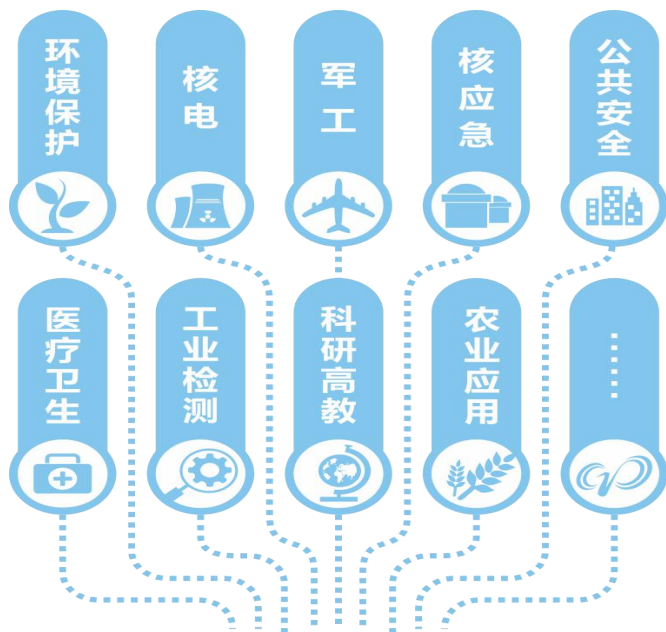 环境保护
核电
军工
核应急
公共安全
医疗卫生
工业检测
科研高教
农业应用
......